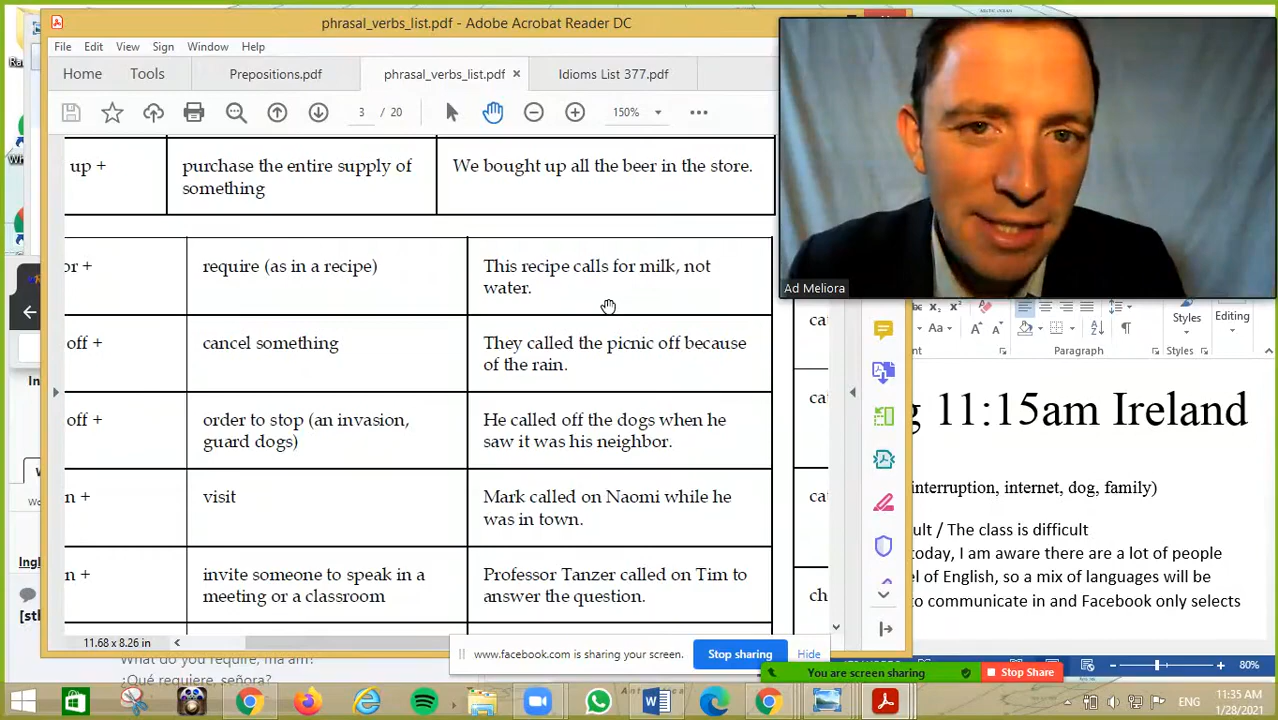 phrasal_verbs_list.pdf - Adobe Acrobat Reader DC
File Edit View Sign Window Help
Home Tools Prepositions.pdf phrasal_verbs_list.pdf × Idioms List 377.pdf
3 / 20 150%
up + purchase the entire supply of We bought up all the beer in the store.
something
or + require (as in a recipe) This recipe calls for milk, not
water.
off + cancel something They called the picnic off because
of the rain.
off + order to stop (an invasion, He called off the dogs when he
guard dogs) saw it was his neighbor.
n + visit Mark called on Naomi while he
was in town.
n + invite someone to speak in a Professor Tanzer called on Tim to
meeting or a classroom answer the question.
11.68 x 8.26 in
www.facebook.com is sharing your screen. Stop sharing Hide
You are screen sharing Stop Share
Ad Meliora
Styles Editing
Aa
Paragraph Styles
cat
cat
cat
ch
g 11:15am Ireland
interruption, internet, dog, family)
ult / The class is difficult
today, I am aware there are a lot of people
el of English, so a mix of languages will be
to communicate in and Facebook only selects
80%
What do you require, ma'am?
¿Qué requiere, señora?
ENG 11:35 AM
1/28/2021